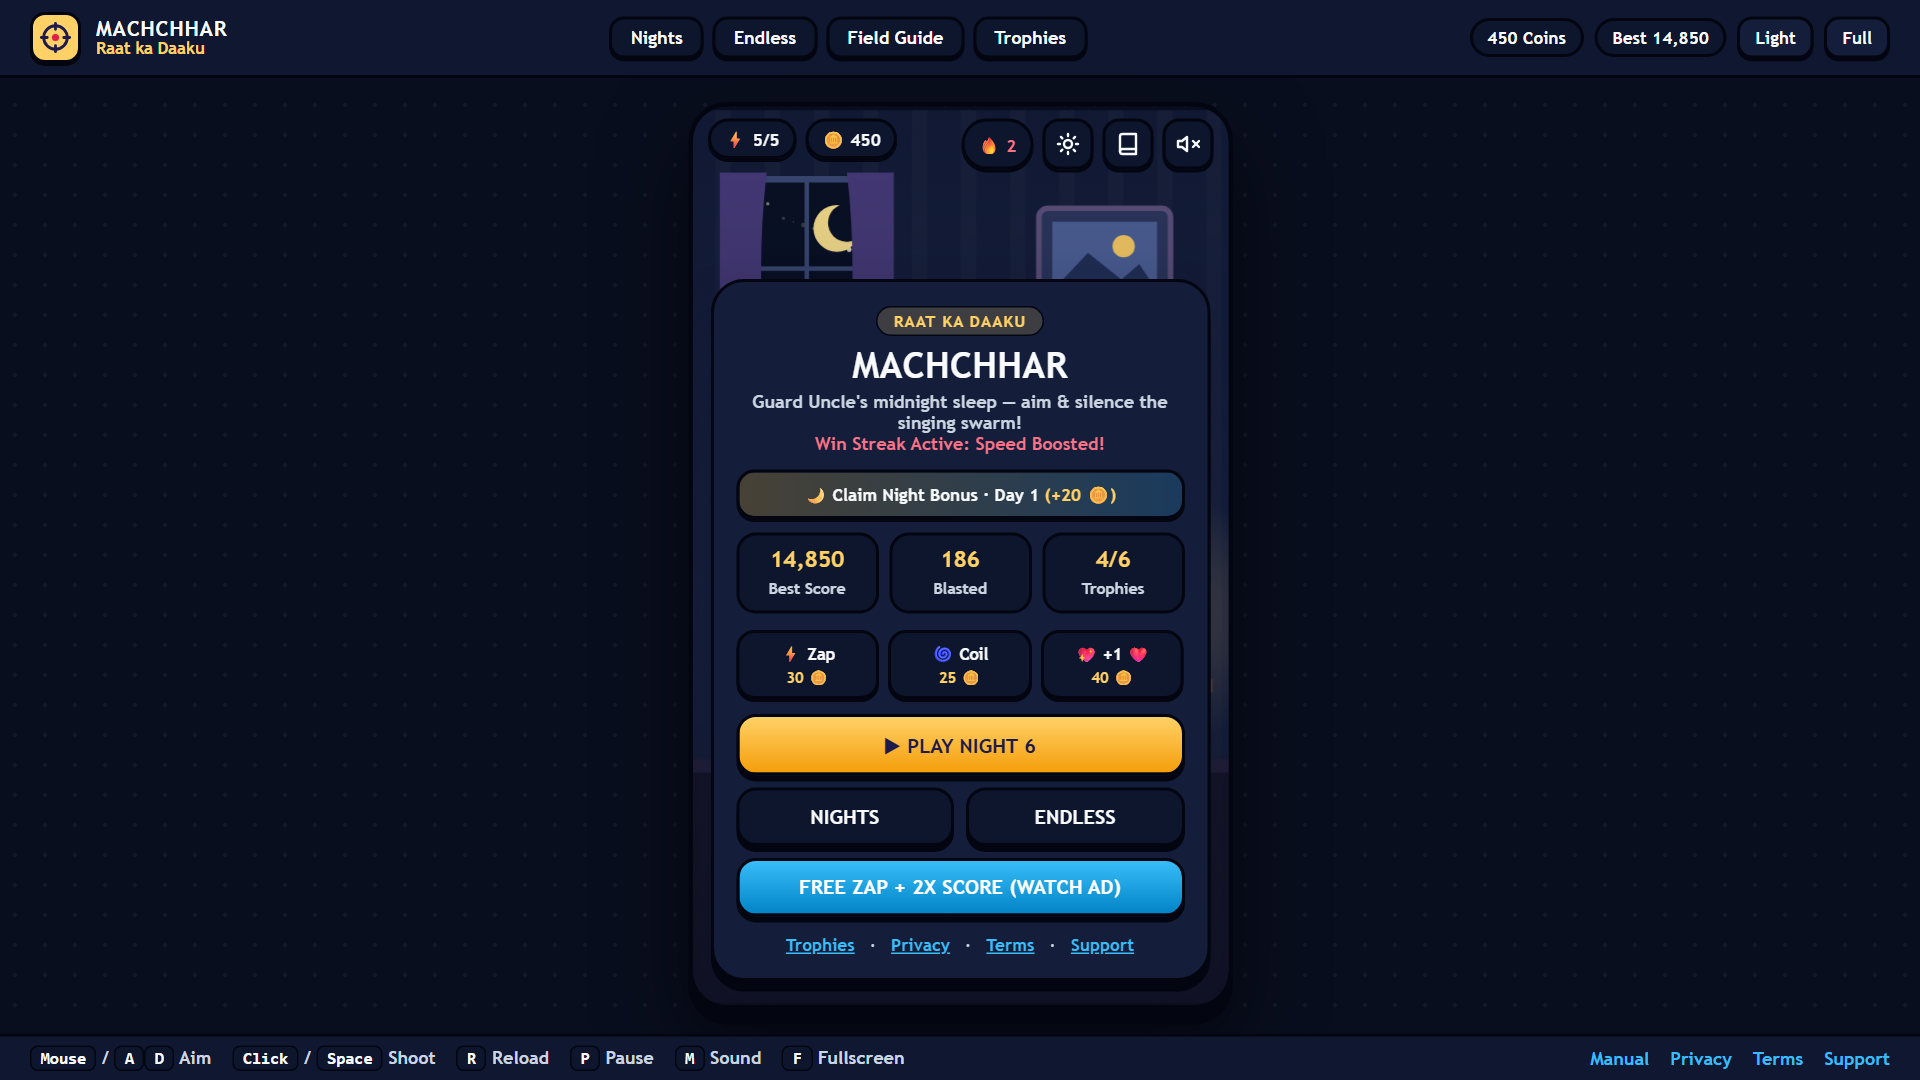 MACHCHHAR
Raat ka Daaku
Nights
Endless
Field Guide
Trophies
450 Coins
Best 14,850
Light
Full
5/5
450
2
RAAT KA DAAKU
MACHCHHAR
Guard Uncle's midnight sleep — aim & silence the
singing swarm!
Win Streak Active: Speed Boosted!
Claim Night Bonus · Day 1 (+20 )
14,850
Best Score
186
Blasted
4/6
Trophies
Zap
30
Coil
25
+1
40
▶ PLAY NIGHT 6
NIGHTS
ENDLESS
FREE ZAP + 2X SCORE (WATCH AD)
Trophies · Privacy · Terms · Support
Mouse / A D Aim Click / Space Shoot R Reload P Pause M Sound F Fullscreen
Manual Privacy Terms Support